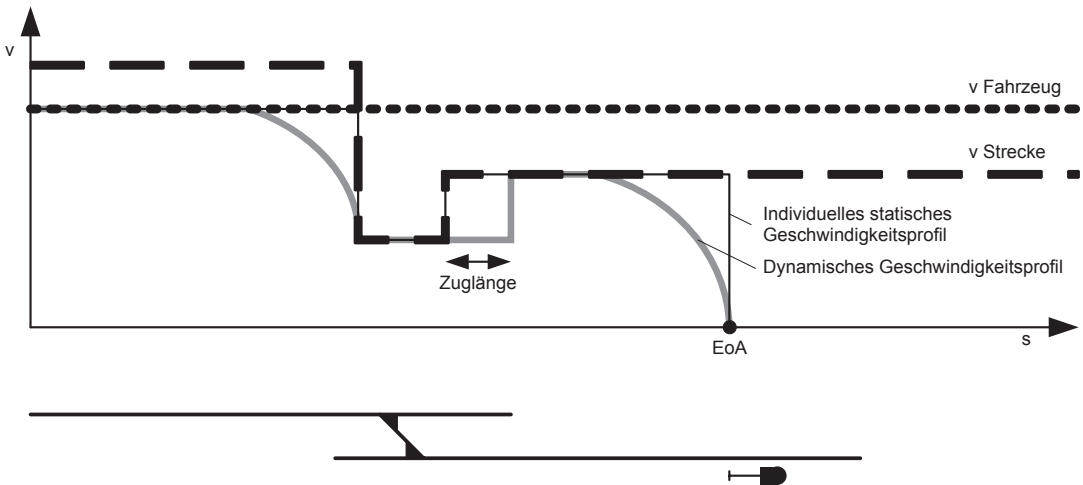 v
v Fahrzeug
v Strecke
Individuelles statisches
Geschwindigkeitsprofil
Dynamisches Geschwindigkeitsprofil
Zuglänge
s
EoA